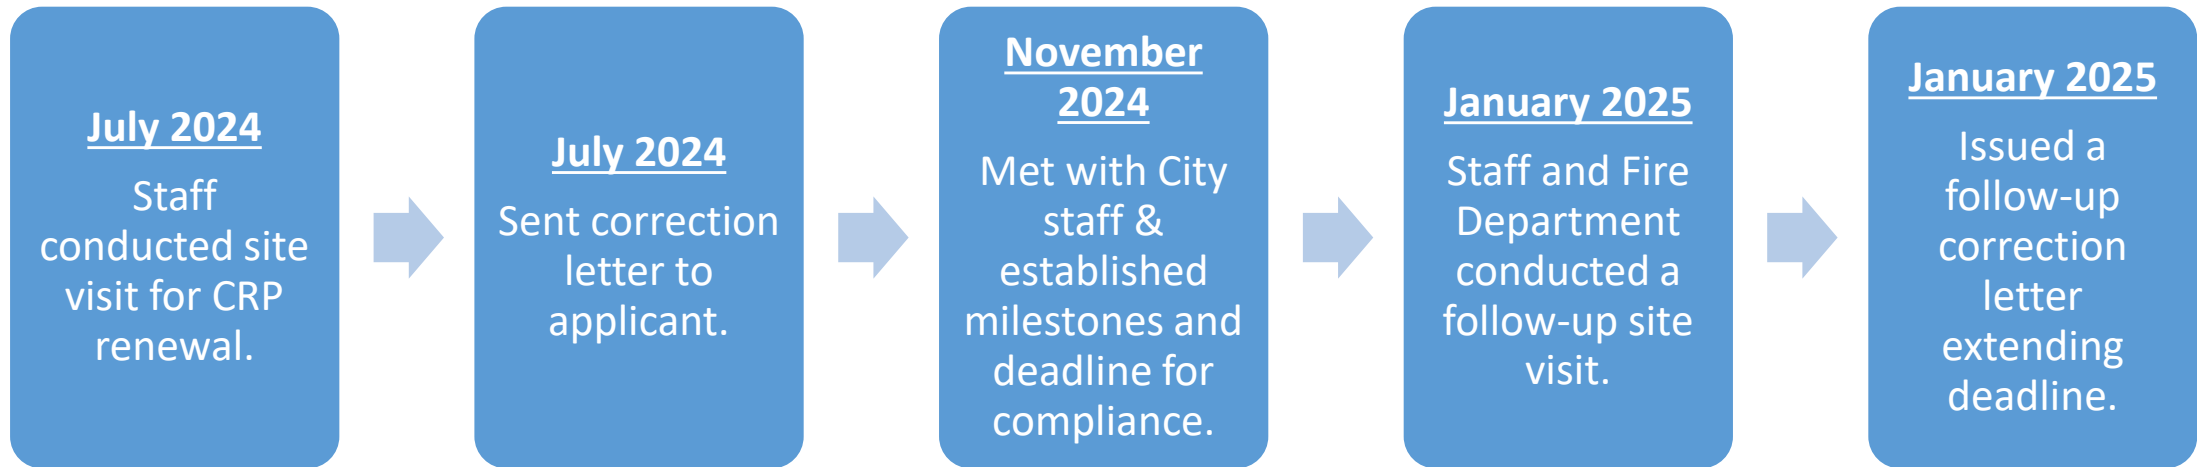 July 2024
Staff
conducted site
visit for CRP
renewal.
July 2024
Sent correction
letter to
applicant.
November
2024
Met with City
staff &
established
milestones and
deadline for
compliance.
January 2025
Staff and Fire
Department
conducted a
follow-up site
visit.
January 2025
Issued a
follow-up
correction
letter
extending
deadline.